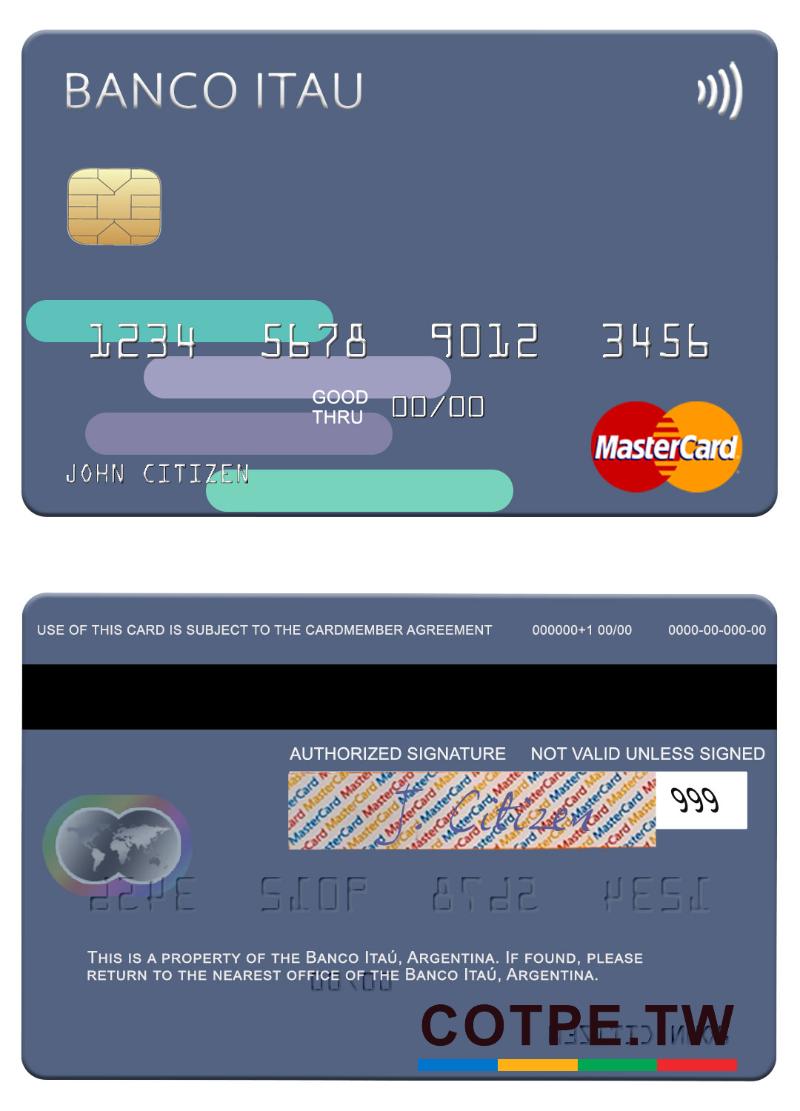 BANCO ITAU
1234 5678 9012 3456
GOOD THRU 00/00
MasterCard
JOHN CITIZEN
USE OF THIS CARD IS SUBJECT TO THE CARDMEMBER AGREEMENT 000000+1 00/00 0000-00-000-00
AUTHORIZED SIGNATURE NOT VALID UNLESS SIGNED
J. Citizen 999
THIS IS A PROPERTY OF THE BANCO ITAÚ, ARGENTINA. IF FOUND, PLEASE
RETURN TO THE NEAREST OFFICE OF THE BANCO ITAÚ, ARGENTINA.
COTPE.TW